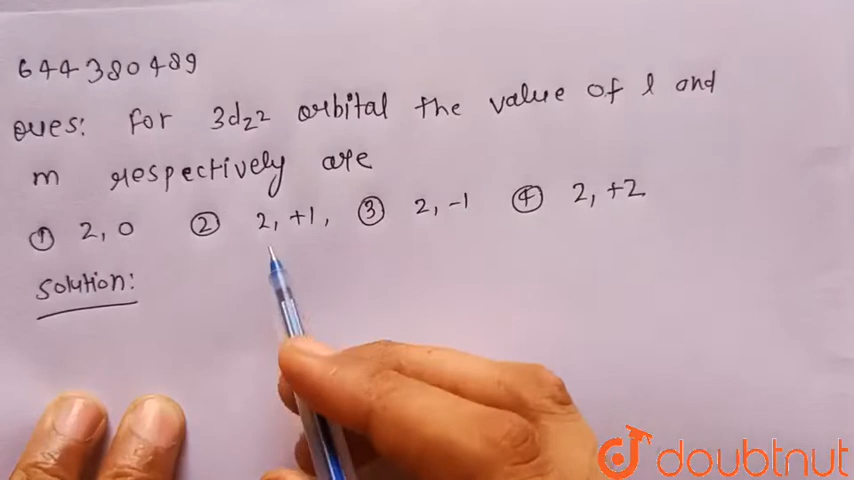 644380489
Ques: for 3dz² orbital the value of l and
m respectively are
① 2, 0 ② 2, +1, ③ 2, -1 ④ 2, +2
Solution:
doubtnut